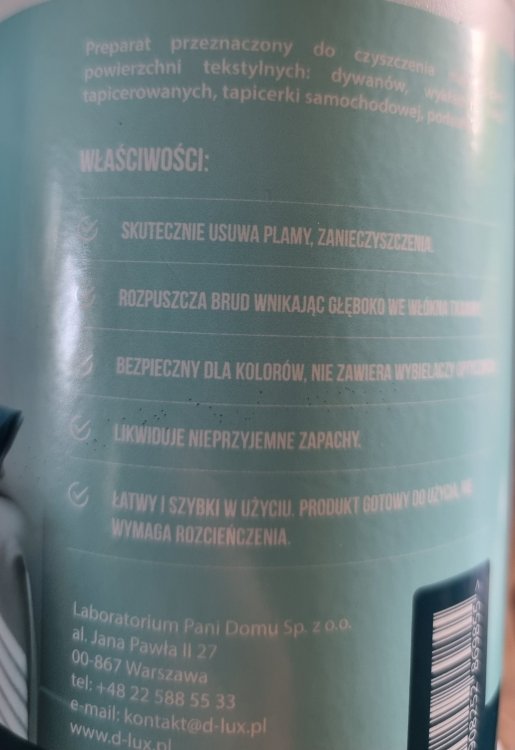 Preparat przeznaczony do czyszczenia
powierzchni tekstylnych: dywanów,
tapicerowanych, tapicerki samochodowej,
WŁAŚCIWOŚCI:
SKUTECZNIE USUWA PLAMY, ZANIECZYSZCZENIA.
ROZPUSZCZA BRUD WNIKAJĄC GŁĘBOKO WE WŁÓKNA
BEZPIECZNY DLA KOLORÓW, NIE ZAWIERA WYBIELACZY
LIKWIDUJE NIEPRZYJEMNE ZAPACHY.
ŁATWY I SZYBKI W UŻYCIU. PRODUKT GOTOWY DO UŻYCIA, NIE
WYMAGA ROZCIEŃCZENIA.
Laboratorium Pani Domu Sp. z o.o.
al. Jana Pawła II 27
00-867 Warszawa
tel: +48 22 588 55 33
e-mail: kontakt@d-lux.pl
www.d-lux.pl